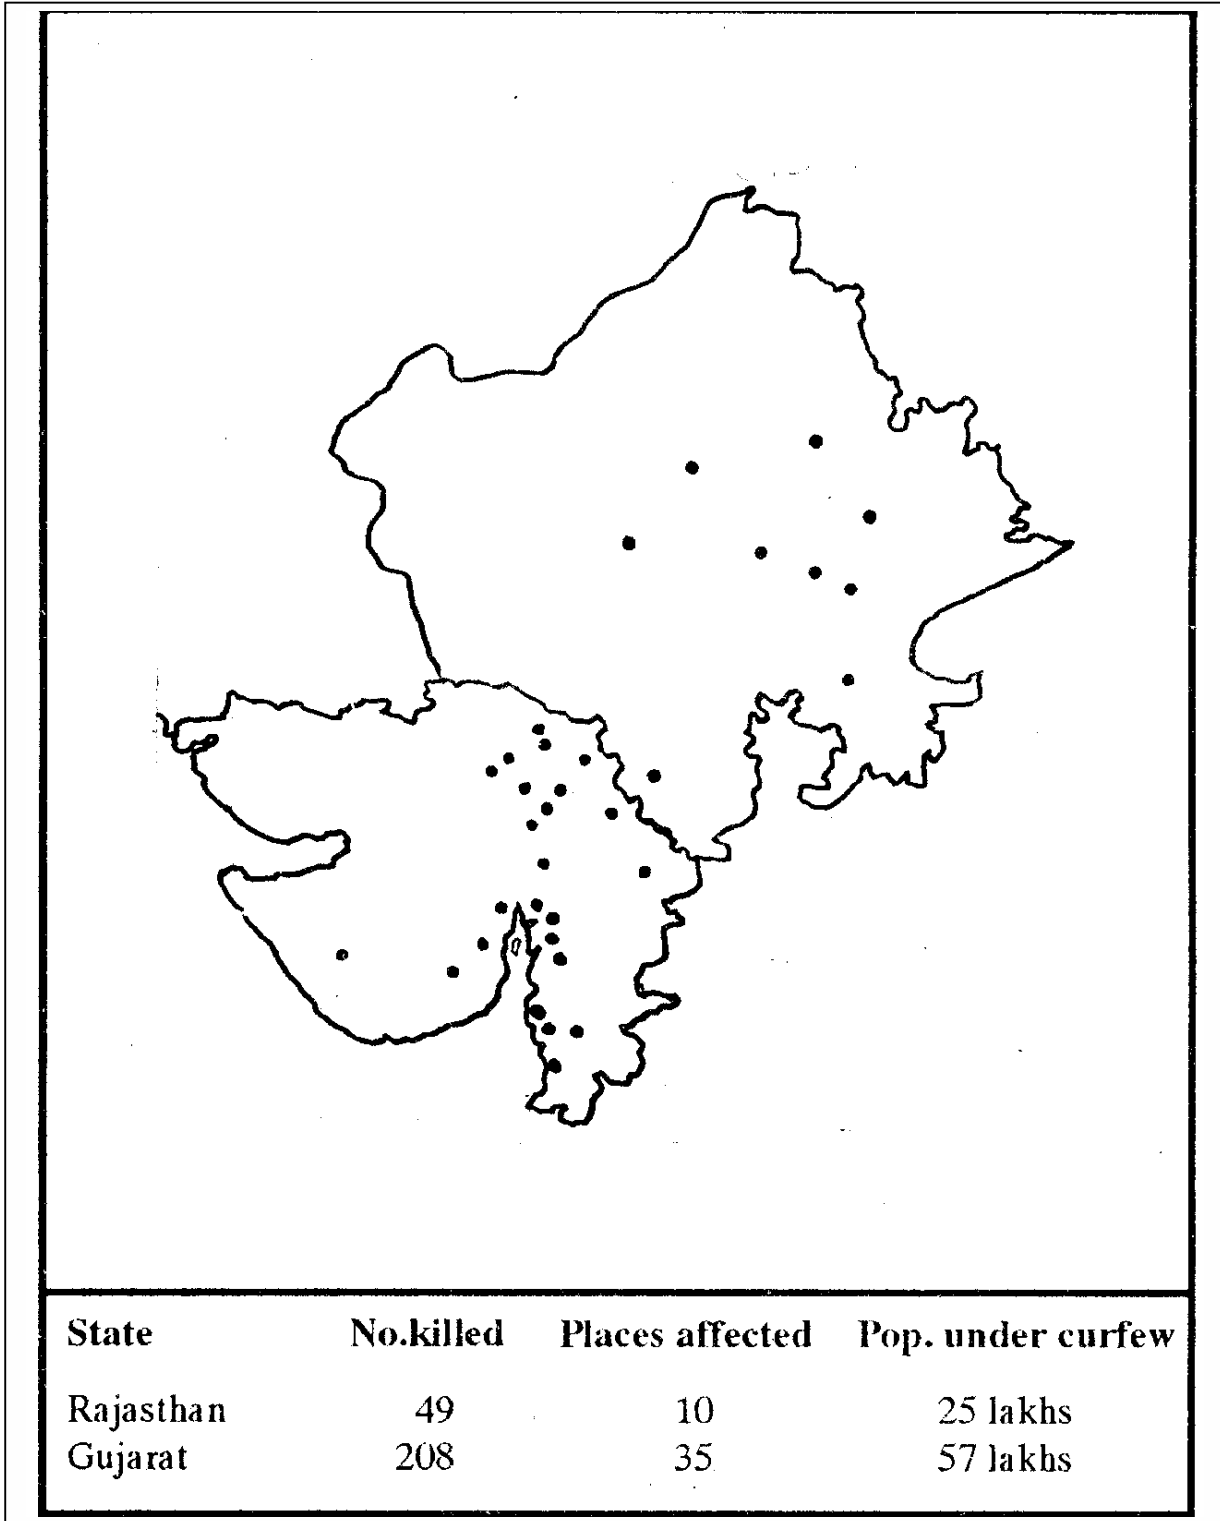 State No.killed Places affected Pop. under curfew
Rajasthan 49 10 25 lakhs
Gujarat 208 35 57 lakhs